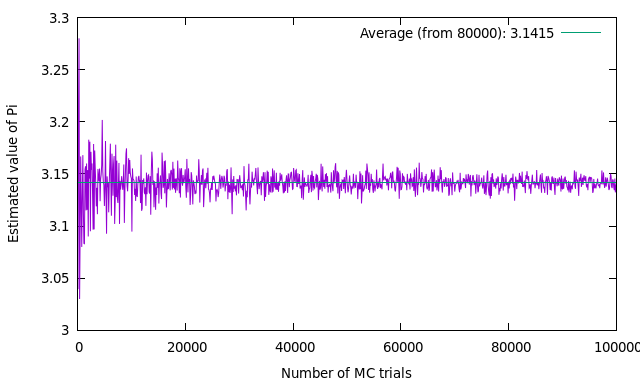 3.3
Average (from 80000): 3.1415
3.25
3.2
3.15
3.1
3.05
3
Estimated value of Pi
0 20000 40000 60000 80000 100000
Number of MC trials